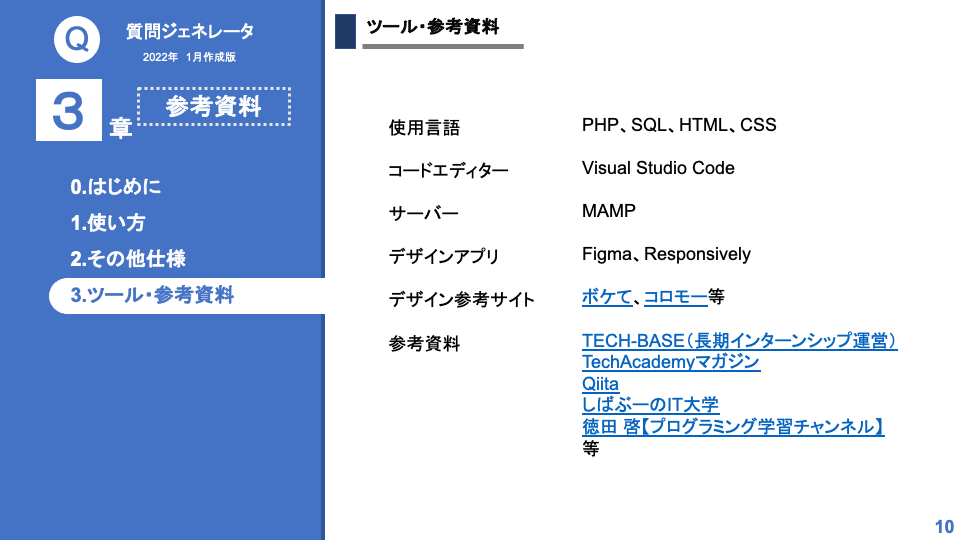 Q
質問ジェネレータ
2022年 1月作成版
3
章
参考資料
0.はじめに
1.使い方
2.その他仕様
3.ツール・参考資料
ツール・参考資料
使用言語 PHP、SQL、HTML、CSS
コードエディター Visual Studio Code
サーバー MAMP
デザインアプリ Figma、Responsively
デザイン参考サイト ボケて、コロモー等
参考資料 TECH-BASE（長期インターンシップ運営）
TechAcademyマガジン
Qiita
しばぶーのIT大学
徳田 啓【プログラミング学習チャンネル】
等
10